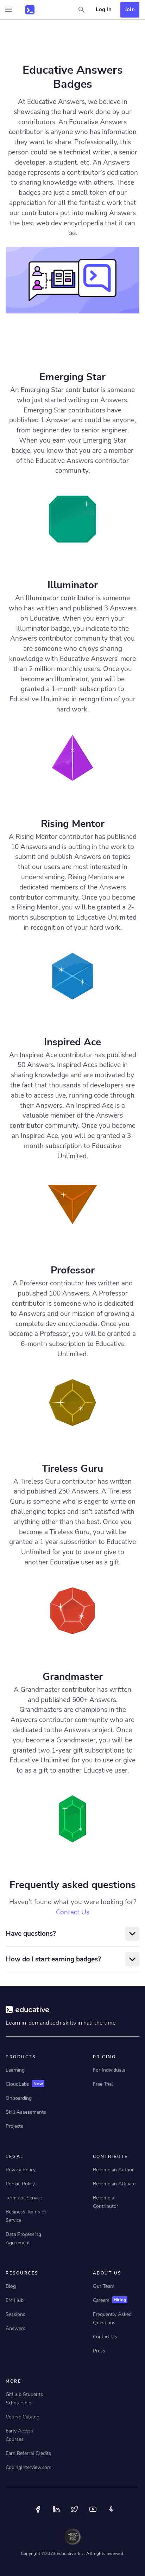 Log In
Join
Educative Answers
Badges
At Educative Answers, we believe in
showcasing the hard work that our
contributors do. An Educative Answers
contributor is anyone who has information
they want to share. Professionally, this
person could be a technical writer, a senior
developer, a student, etc. An Answers
badge represents a contributor's dedication
to sharing knowledge with others. These
badges are just a small token of our
appreciation for all the fantastic work that
our contributors put into making Answers
the best web dev encyclopedia that it can
be.
Emerging Star
An Emerging Star contributor is someone
who just started writing on Answers.
Emerging Star contributors have
published 1 Answer and could be anyone,
from beginner dev to senior engineer.
When you earn your Emerging Star
badge, you know that you are a member
of the Educative Answers contributor
community.
Illuminator
An Illuminator contributor is someone
who has written and published 3 Answers
on Educative. When you earn your
Illuminator badge, you indicate to the
Answers contributor community that you
are someone who enjoys sharing
knowledge with Educative Answers' more
than 2 million monthly users. Once you
become an Illuminator, you will be
granted a 1-month subscription to
Educative Unlimited in recognition of your
hard work.
Rising Mentor
A Rising Mentor contributor has published
10 Answers and is putting in the work to
submit and publish Answers on topics
that our users are most interested in
understanding. Rising Mentors are
dedicated members of the Answers
contributor community. Once you become
a Rising Mentor, you will be granted a 2-
month subscription to Educative Unlimited
in recognition of your hard work.
Inspired Ace
An Inspired Ace contributor has published
50 Answers. Inspired Aces believe in
sharing knowledge and are motivated by
the fact that thousands of developers are
able to access live, running code through
their Answers. An Inspired Ace is a
valuable member of the Answers
contributor community. Once you become
an Inspired Ace, you will be granted a 3-
month subscription to Educative
Unlimited.
Professor
A Professor contributor has written and
published 100 Answers. A Professor
contributor is someone who is dedicated
to Answers and our mission of growing a
complete dev encyclopedia. Once you
become a Professor, you will be granted a
6-month subscription to Educative
Unlimited.
Tireless Guru
A Tireless Guru contributor has written
and published 250 Answers. A Tireless
Guru is someone who is eager to write on
challenging topics and isn't satisfied with
anything other than the best. Once you
become a Tireless Guru, you will be
granted a 1 year subscription to Educative
Unlimited for you to use or to give
another Educative user as a gift.
Grandmaster
A Grandmaster contributor has written
and published 500+ Answers.
Grandmasters are champions in the
Answers contributor community who are
dedicated to the Answers project. Once
you become a Grandmaster, you will be
granted two 1-year gift subscriptions to
Educative Unlimited for you to use or give
to as a gift to another Educative user.
Frequently asked questions
Haven't found what you were looking for?
Contact Us
Have questions?
How do I start earning badges?
educative
Learn in-demand tech skills in half the time
PRODUCTS
Learning
CloudLabs New
Onboarding
Skill Assessments
Projects
PRICING
For Individuals
Free Trial
LEGAL
Privacy Policy
Cookie Policy
Terms of Service
Business Terms of
Service
Data Processing
Agreement
CONTRIBUTE
Become an Author
Become an Affiliate
Become a
Contributor
RESOURCES
Blog
EM Hub
Sessions
Answers
ABOUT US
Our Team
Careers Hiring
Frequently Asked
Questions
Contact Us
Press
MORE
GitHub Students
Scholarship
Course Catalog
Early Access
Courses
Earn Referral Credits
CodingInterview.com
Copyright ©2023 Educative, Inc. All rights reserved.